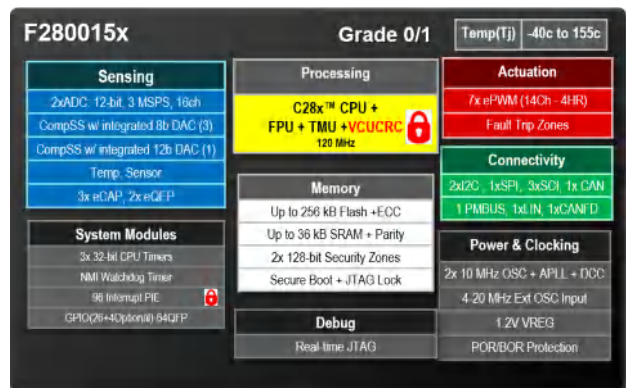 F280015x
Grade 0/1
Temp(Tj)
-40c to 155c
Sensing
2xADC 12-bit, 3 MSPS, 16ch
CompSS w/ integrated 8b DAC (3)
CompSS w/ integrated 12b DAC (1)
Temp. Sensor
3x eCAP, 2x eQEP
System Modules
3x 32-bit CPU Timers
NMI Watchdog Timer
96 Interrupt PIE
GPIO(26+4Optional) 64QFP
Processing
C28x™ CPU +
FPU + TMU +VCUCRC
120 MHz
Memory
Up to 256 kB Flash +ECC
Up to 36 kB SRAM + Parity
2x 128-bit Security Zones
Secure Boot + JTAG Lock
Debug
Real-time JTAG
Actuation
7x ePWM (14Ch - 4HR)
Fault Trip Zones
Connectivity
2xI2C , 1xSPI, 3xSCI, 1x CAN
1 PMBUS, 1xLIN, 1xCANFD
Power & Clocking
2x 10 MHz OSC + APLL + DCC
4-20 MHz Ext OSC Input
1.2V VREG
POR/BOR Protection